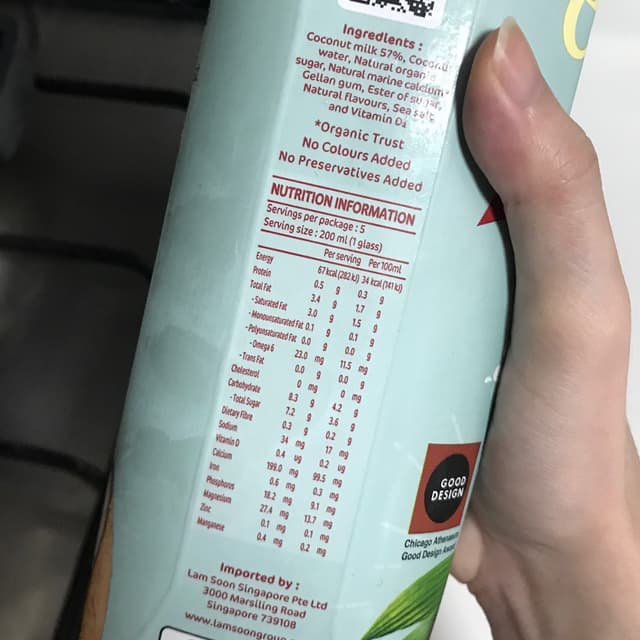 Ingredients :
Coconut milk 57%, Coconut
water, Natural organic
sugar, Natural marine calcium*
Gellan gum, Ester of sugar,
Natural flavours, Sea salt
and Vitamin D2
*Organic Trust
No Colours Added
No Preservatives Added
NUTRITION INFORMATION
Servings per package : 5
Serving size : 200 ml (1 glass)
Per serving Per 100ml
Energy 67 kcal (282 kJ) 34 kcal (141 kJ)
Protein 0.5 g 0.3 g
Total Fat 3.4 g 1.7 g
- Saturated Fat 3.0 g 1.5 g
- Monounsaturated Fat 0.1 g 0.1 g
- Polyunsaturated Fat 0.0 g 0.0 g
- Omega 6 23.0 mg 11.5 mg
- Trans Fat 0.0 g 0.0 g
Cholesterol 0 mg 0 mg
Carbohydrate 8.3 g 4.2 g
- Total Sugar 7.2 g 3.6 g
Dietary Fibre 0.3 g 0.2 g
Sodium 34 mg 17 mg
Vitamin D 0.4 ug 0.2 ug
Calcium 199.0 mg 99.5 mg
Iron 0.6 mg 0.3 mg
Phosphorus 18.2 mg 9.1 mg
Magnesium 27.4 mg 13.7 mg
Zinc 0.1 mg 0.1 mg
Manganese 0.4 mg 0.2 mg
Imported by :
Lam Soon Singapore Pte Ltd
3000 Marsiling Road
Singapore 739108
www.lamsoongroup.
GOOD
DESIGN
Chicago Athenaeum
Good Design Award